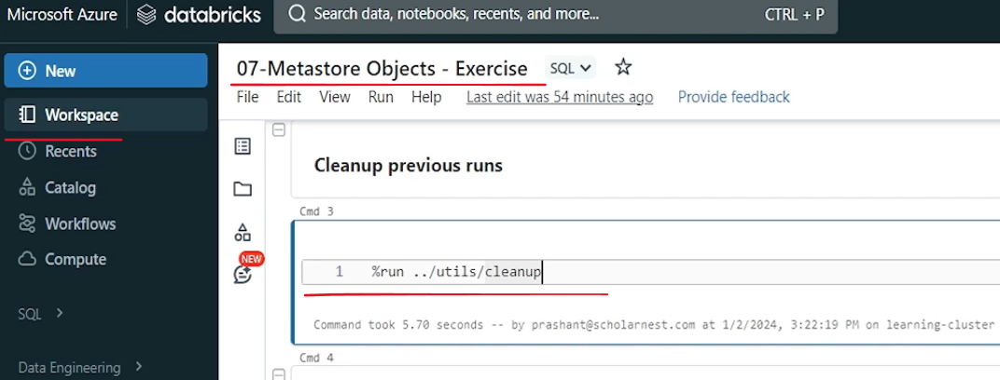 Microsoft Azure databricks Search data, notebooks, recents, and more... CTRL + P
New
Workspace
Recents
Catalog
Workflows
Compute
SQL
Data Engineering
07-Metastore Objects - Exercise SQL
File Edit View Run Help Last edit was 54 minutes ago Provide feedback
Cleanup previous runs
Cmd 3
NEW
1 %run ../utils/cleanup
Command took 5.70 seconds -- by prashant@scholarnest.com at 1/2/2024, 3:22:19 PM on learning-cluster
Cmd 4